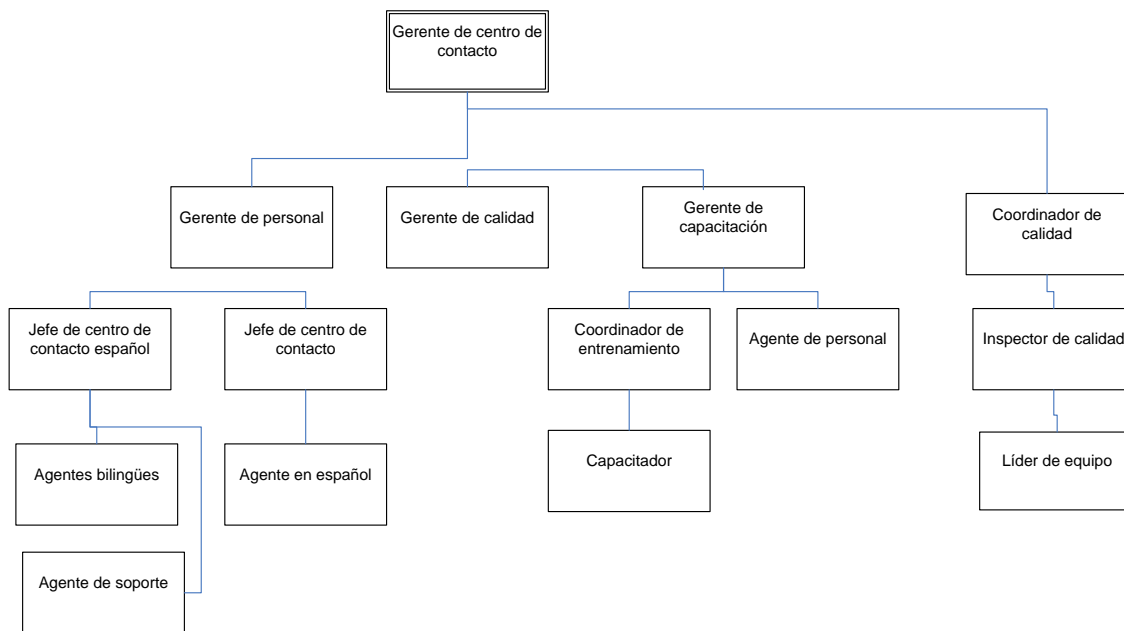 Gerente de centro de
contacto
Gerente de personal
Gerente de calidad
Gerente de
capacitación
Coordinador de
calidad
Jefe de centro de
contacto español
Jefe de centro de
contacto
Coordinador de
entrenamiento
Agente de personal
Inspector de calidad
Agentes bilingües
Agente en español
Capacitador
Líder de equipo
Agente de soporte